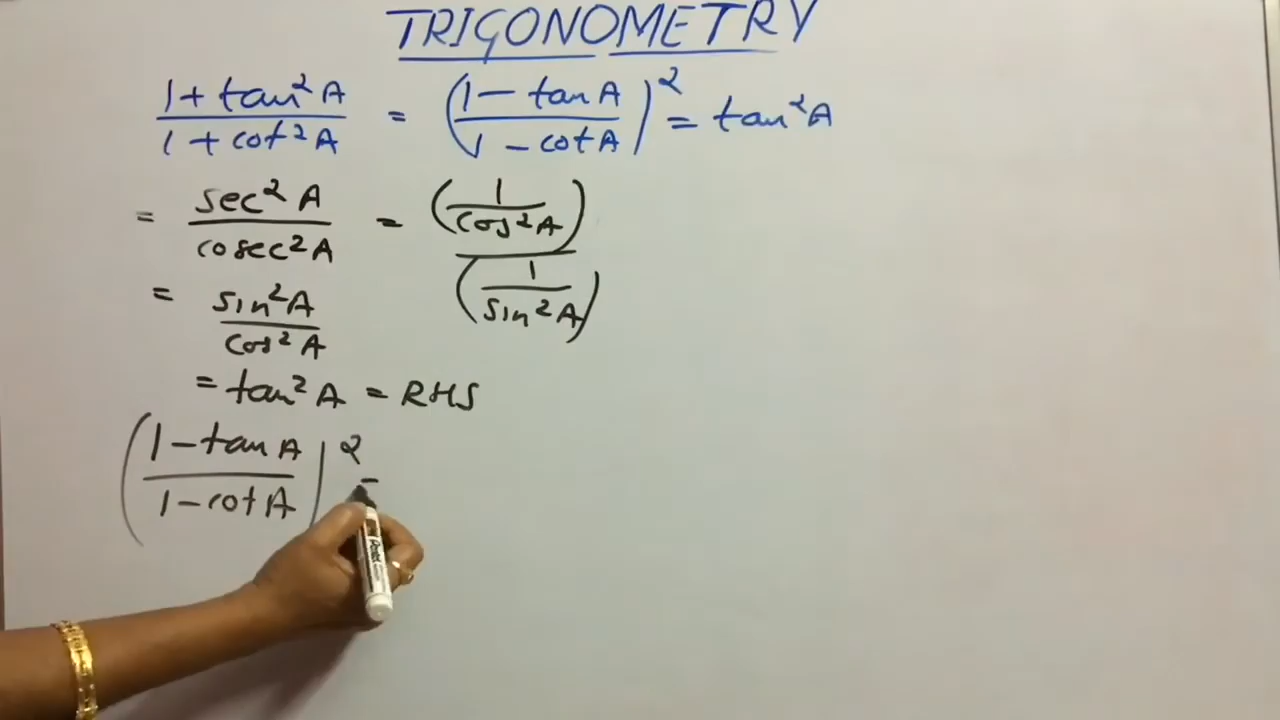 TRIGONOMETRY
(1 + tan²A)/(1 + cot²A) = ((1 - tanA)/(1 - cotA))² = tan²A
= sec²A/cosec²A = (1/cos²A)/(1/sin²A)
= sin²A/cos²A
= tan²A = RHS
((1 - tanA)/(1 - cotA))² =